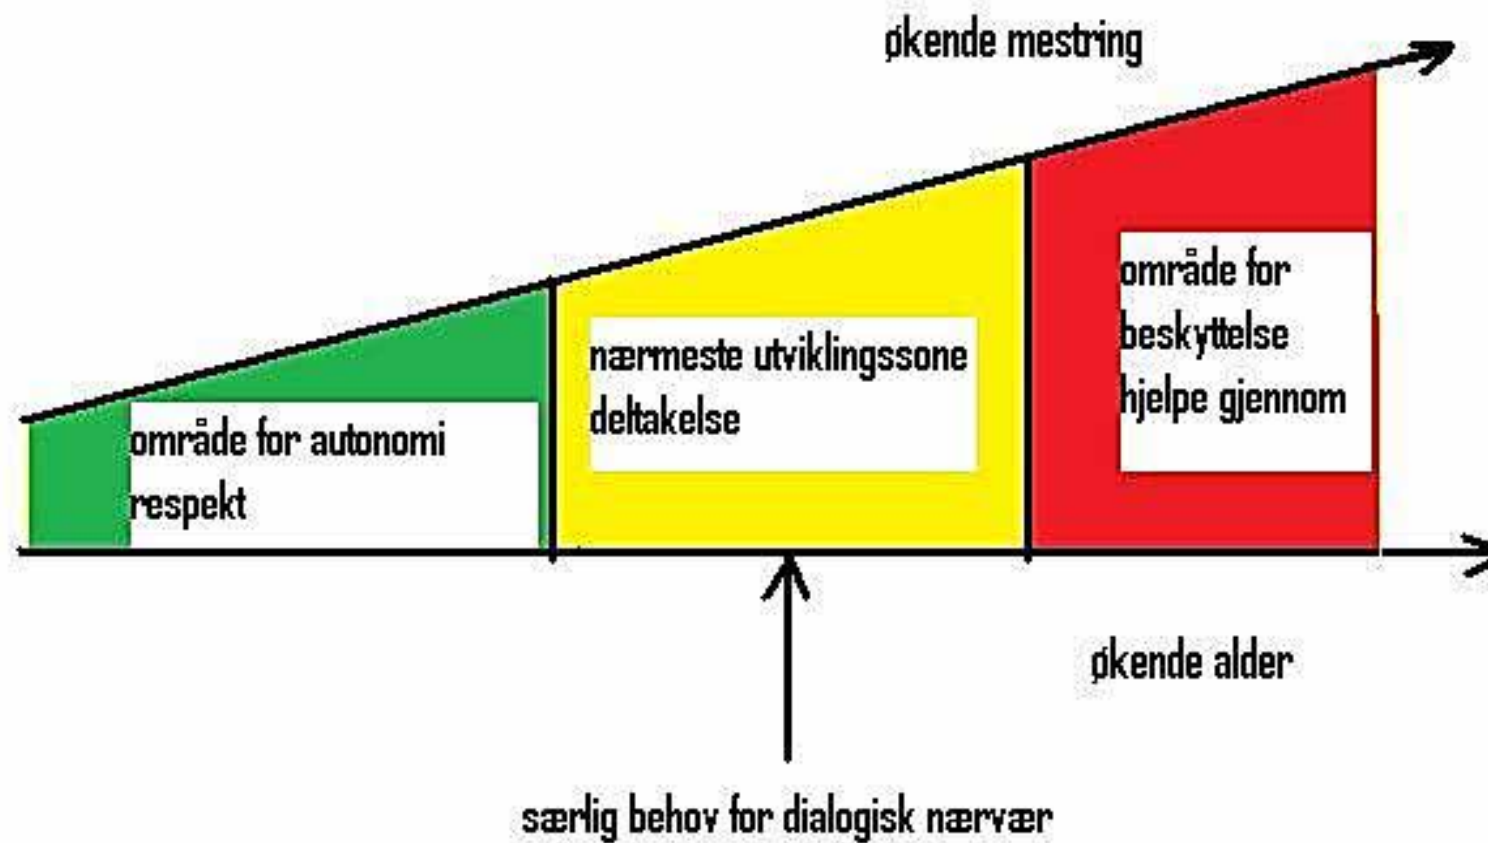 økende mestring
område for autonomi
respekt
nærmeste utviklingssone
deltakelse
område for
beskyttelse
hjelpe gjennom
økende alder
særlig behov for dialogisk nærvær